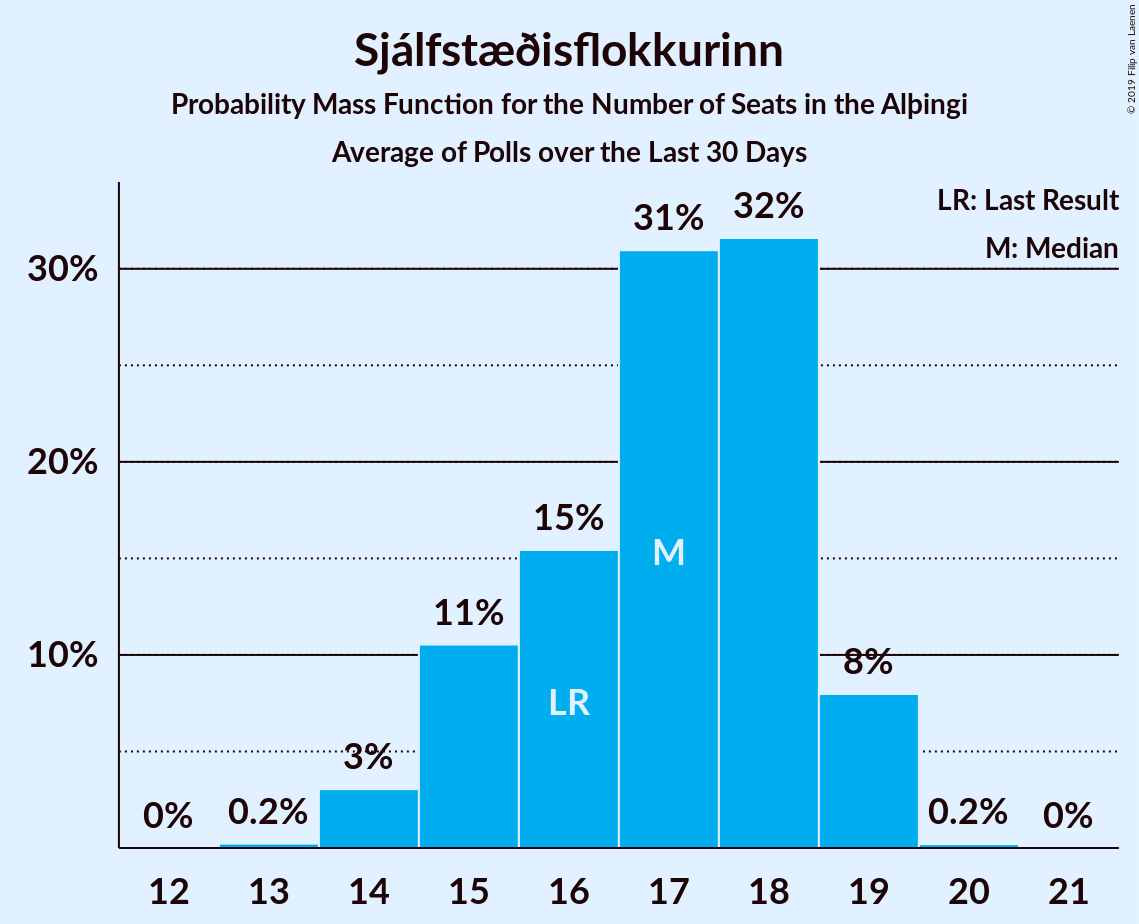 Sjálfstæðisflokkurinn
Probability Mass Function for the Number of Seats in the Alþingi
Average of Polls over the Last 30 Days
© 2019 Filip van Laenen
LR: Last Result
M: Median
30%
20%
10%
0%
0.2%
3%
11%
15%
31%
32%
8%
0.2%
0%
LR
M
12 13 14 15 16 17 18 19 20 21